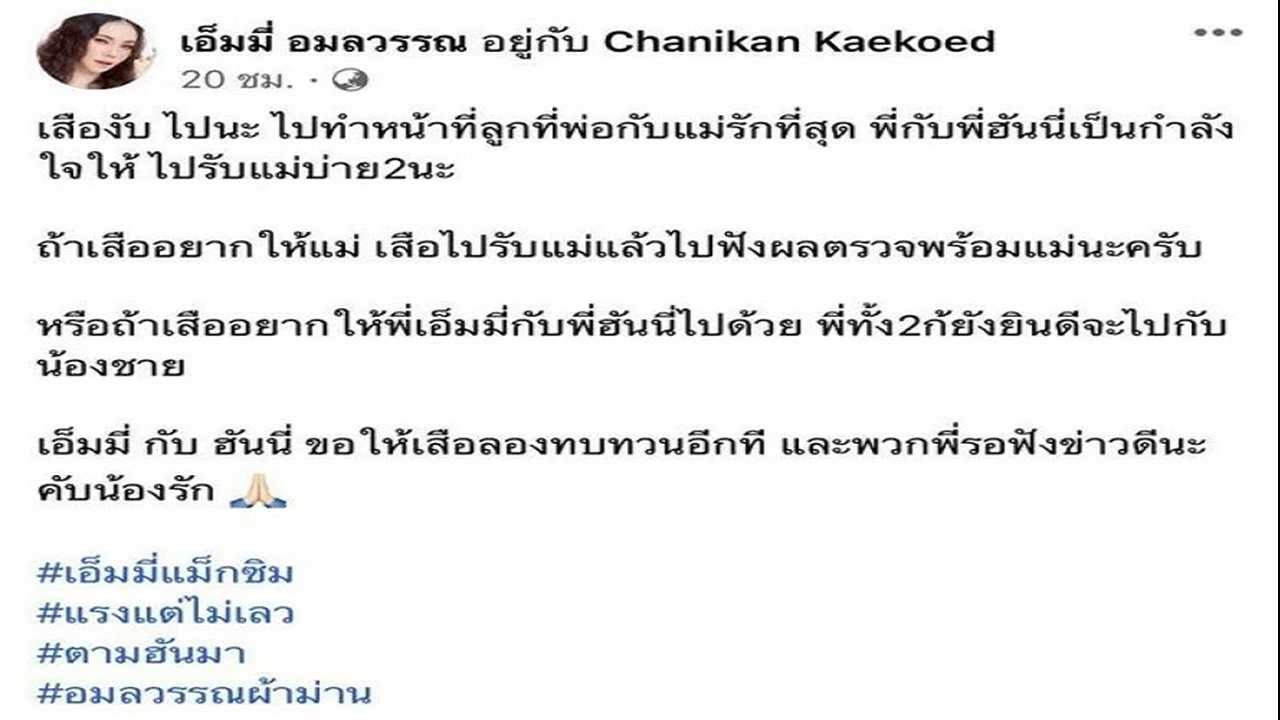 เอ็มมี่ อมลวรรณ อยู่กับ Chanikan Kaekoed
20 ชม. ·
เสืองับ ไปนะ ไปทำหน้าที่ลูกที่พ่อกับแม่รักที่สุด พี่กับพี่ฮันนี่เป็นกำลัง
ใจให้ ไปรับแม่บ่าย2นะ
ถ้าเสืออยากให้แม่ เสือไปรับแม่แล้วไปฟังผลตรวจพร้อมแม่นะครับ
หรือถ้าเสืออยากให้พี่เอ็มมี่กับพี่ฮันนี่ไปด้วย พี่ทั้ง2ก้ยังยินดีจะไปกับ
น้องชาย
เอ็มมี่ กับ ฮันนี่ ขอให้เสือลองทบทวนอีกที และพวกพี่รอฟังข่าวดีนะ
คับน้องรัก 🙏🏻
#เอ็มมี่แม็กซิม
#แรงแต่ไม่เลว
#ตามฮันมา
#อมลวรรณผ้าม่าน